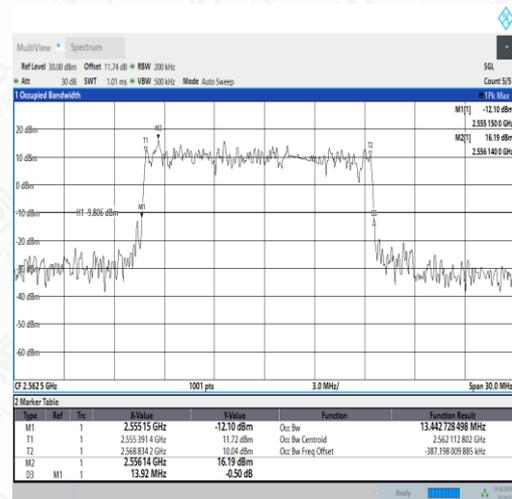 MultiView Spectrum
Ref Level 30.00 dBm Offset 11.74 dB RBW 200 kHz SGL
Att 30 dB SWT 1.01 ms VBW 500 kHz Mode Auto Sweep Count 5/5
1 Occupied Bandwidth 1Pk Max
M1[1] -12.10 dBm
2.555 150 0 GHz
M2[1] 16.19 dBm
2.556 140 0 GHz
20 dBm
M2
T1
T2
10 dBm
0 dBm
-10 dBm
H1 -9.806 dBm
M1
D3
-20 dBm
-30 dBm
-40 dBm
-50 dBm
-60 dBm
CF 2.562 5 GHz 1001 pts 3.0 MHz/ Span 30.0 MHz
2 Marker Table
Type Ref Trc X-Value Y-Value Function Function Result
M1 1 2.555 15 GHz -12.10 dBm Occ Bw 13.442 728 498 MHz
T1 1 2.555 391 4 GHz 11.72 dBm Occ Bw Centroid 2.562 112 802 GHz
T2 1 2.568 834 2 GHz 10.04 dBm Occ Bw Freq Offset -387.198 009 885 kHz
M2 1 2.556 14 GHz 16.19 dBm
D3 M1 1 13.92 MHz -0.50 dB
Ready